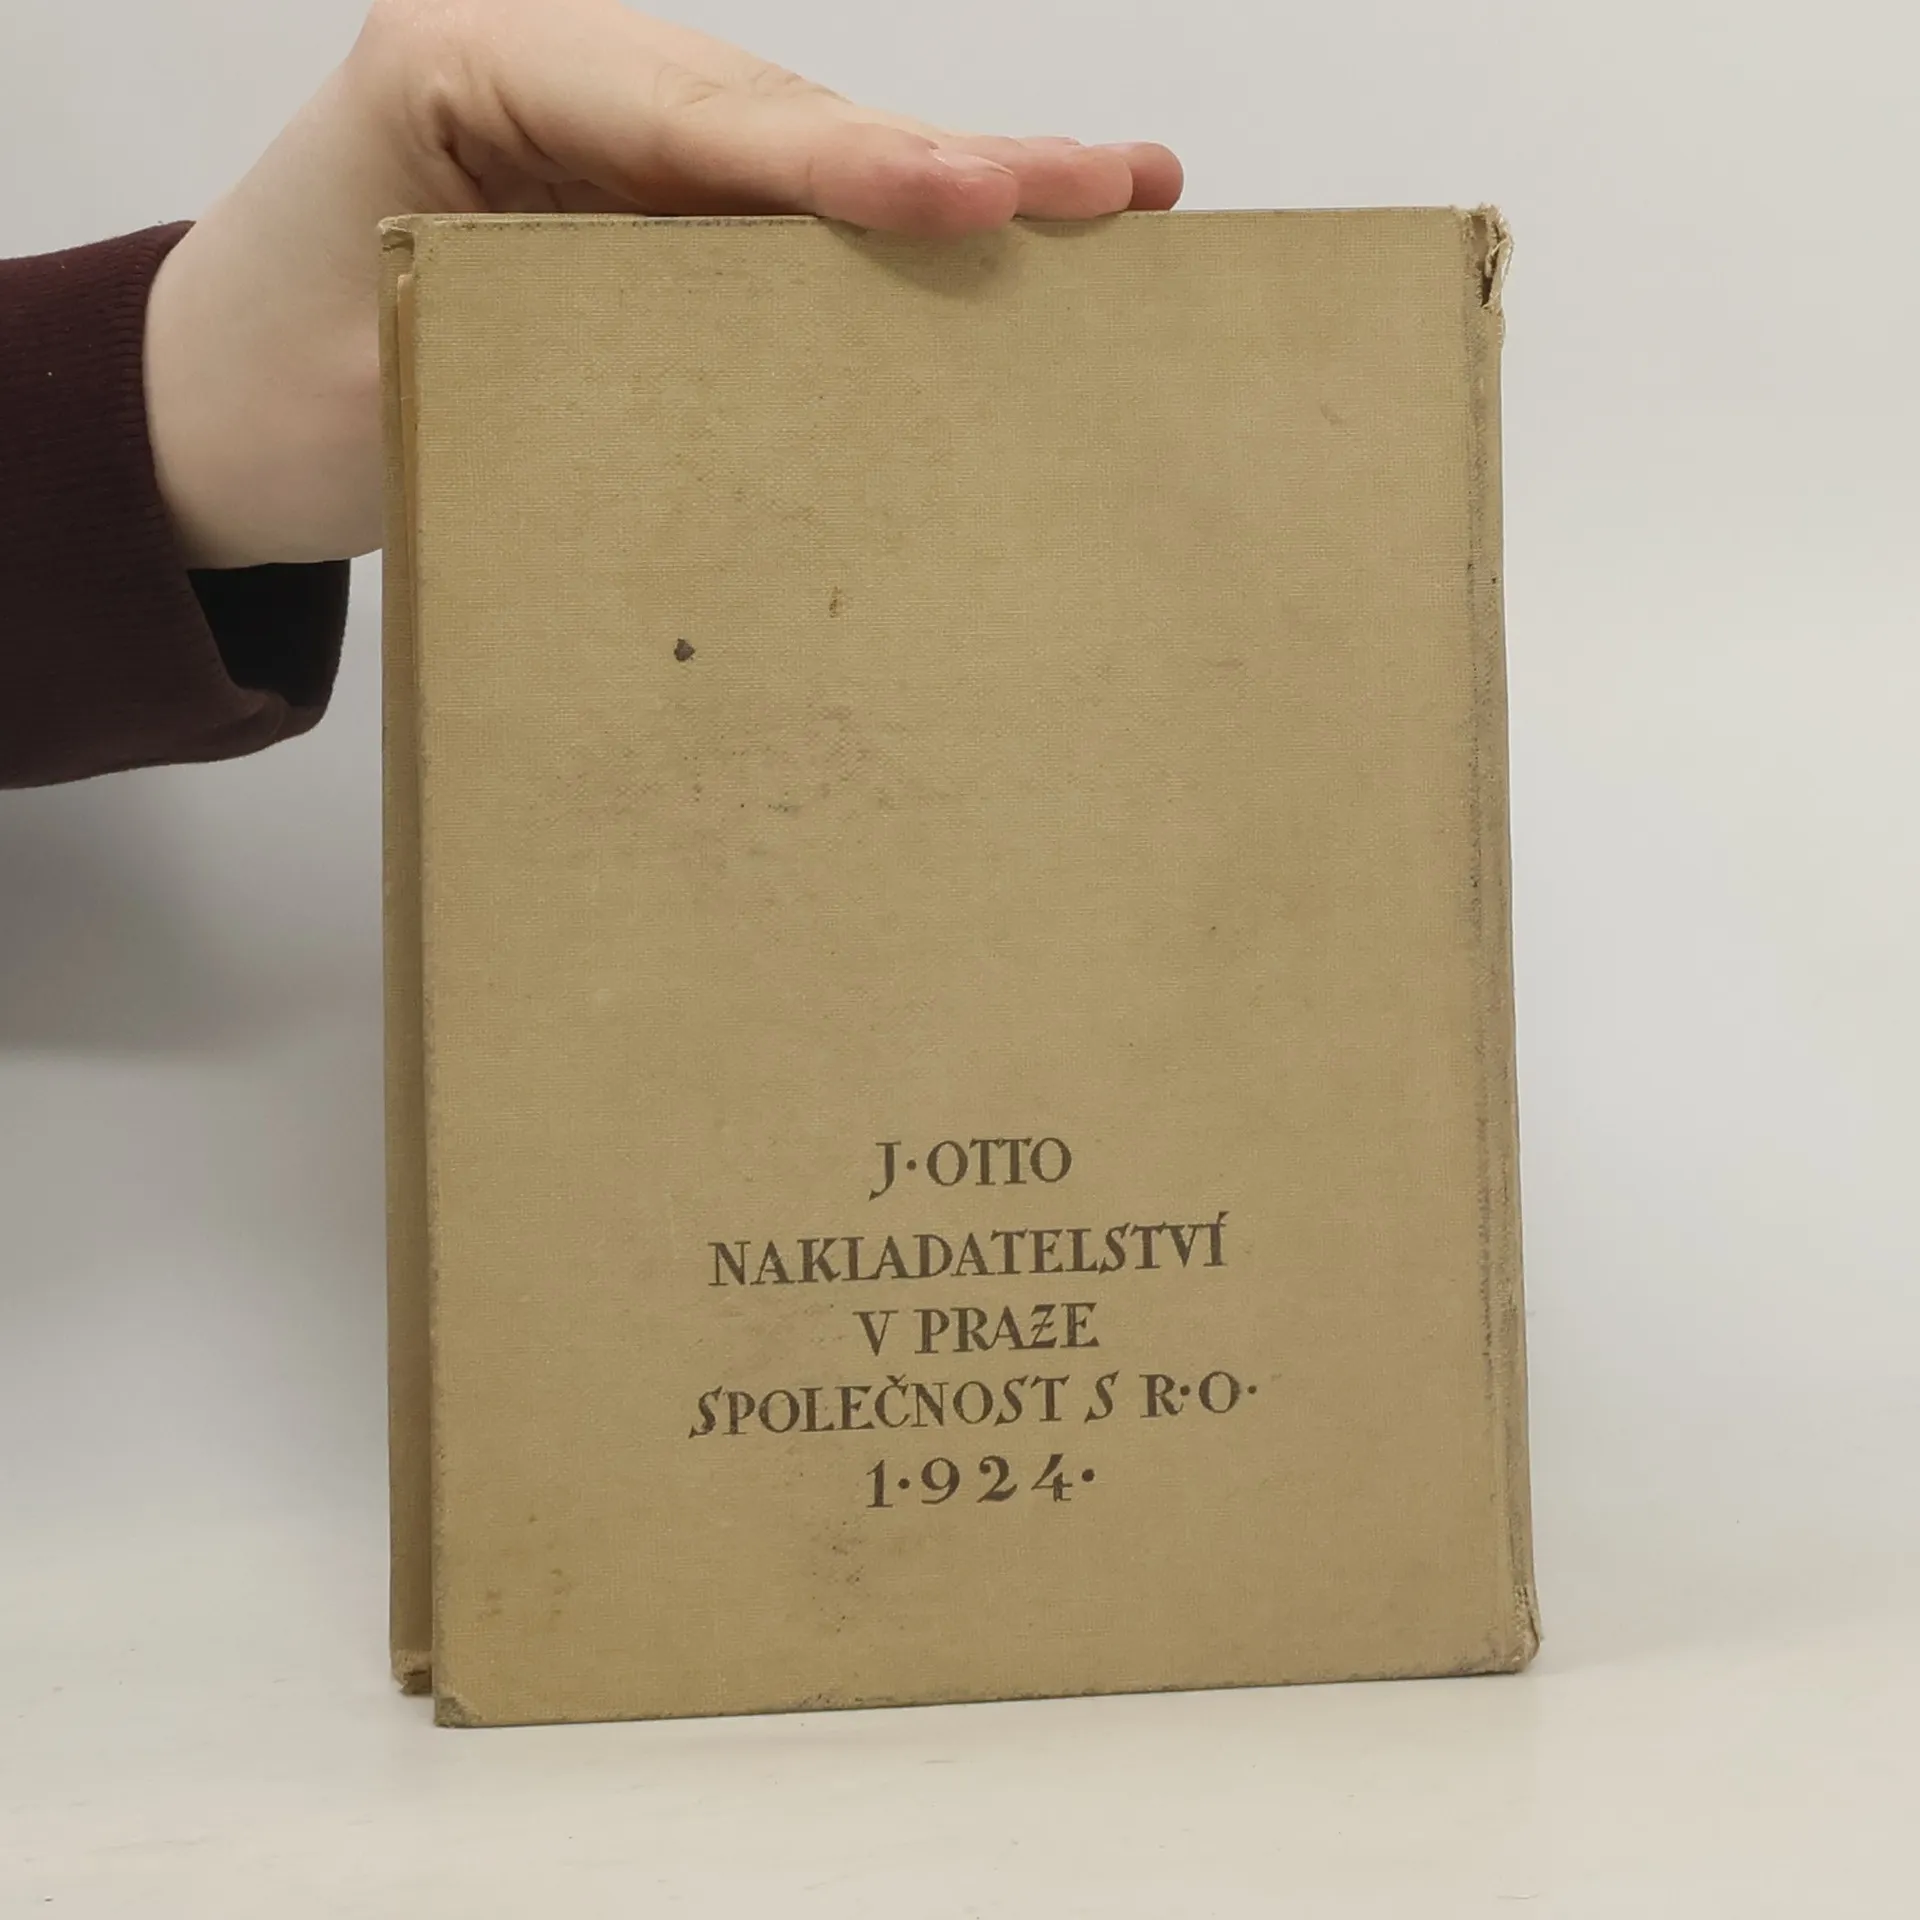 J·OTTO
NAKLADATELSTVÍ
V PRAZE
SPOLEČNOST S R·O·
1·924·